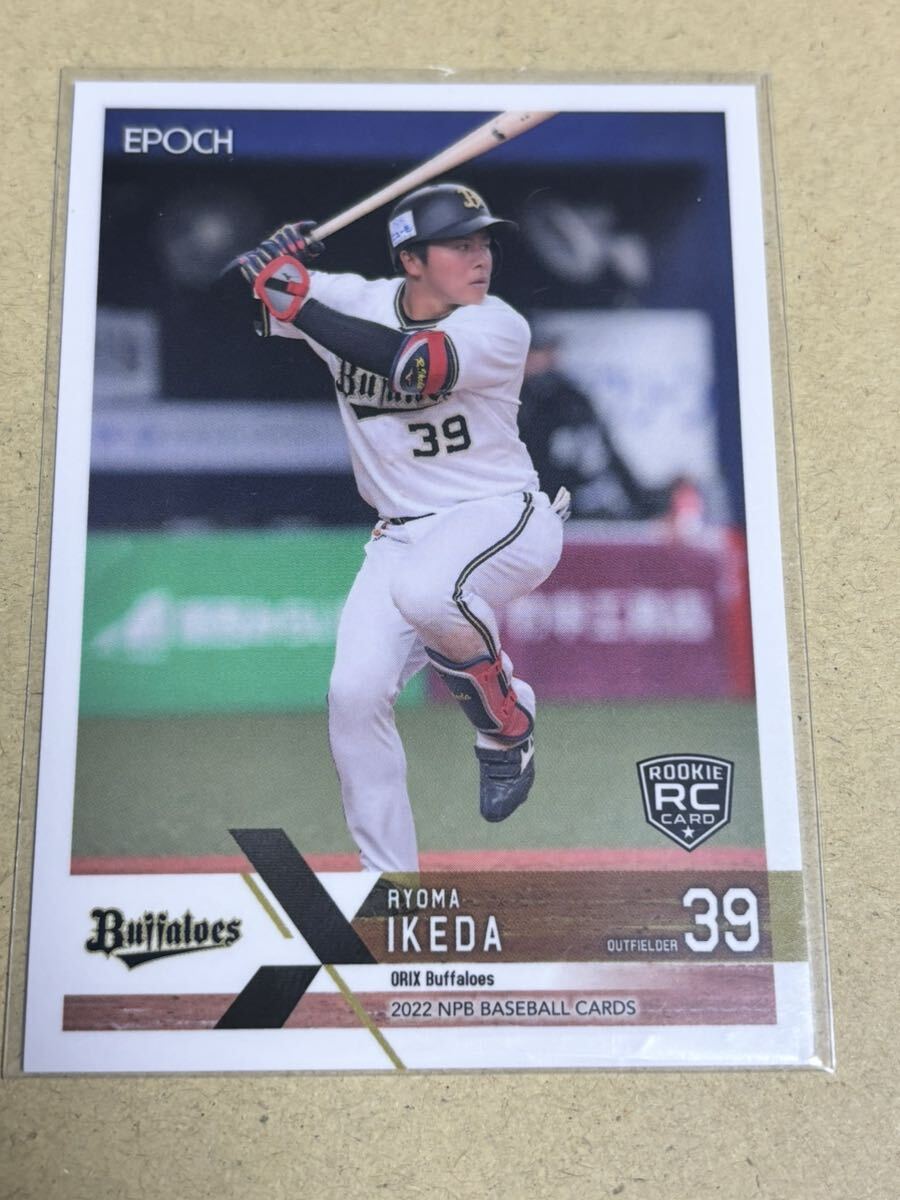 EPOCH
B
Buffaloes
39
ROOKIE
RC
CARD
Buffaloes
RYOMA
IKEDA
OUTFIELDER 39
ORIX Buffaloes
2022 NPB BASEBALL CARDS